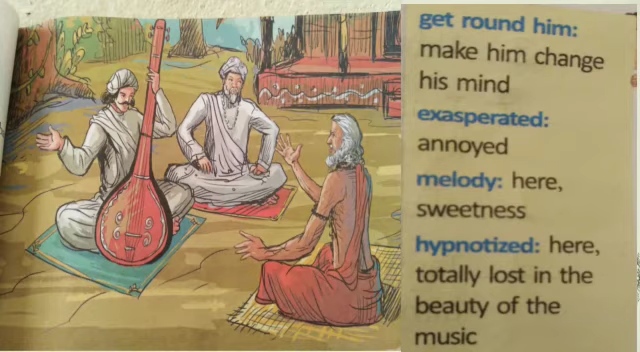 get round him:
make him change
his mind
exasperated:
annoyed
melody: here,
sweetness
hypnotized: here,
totally lost in the
beauty of the
music